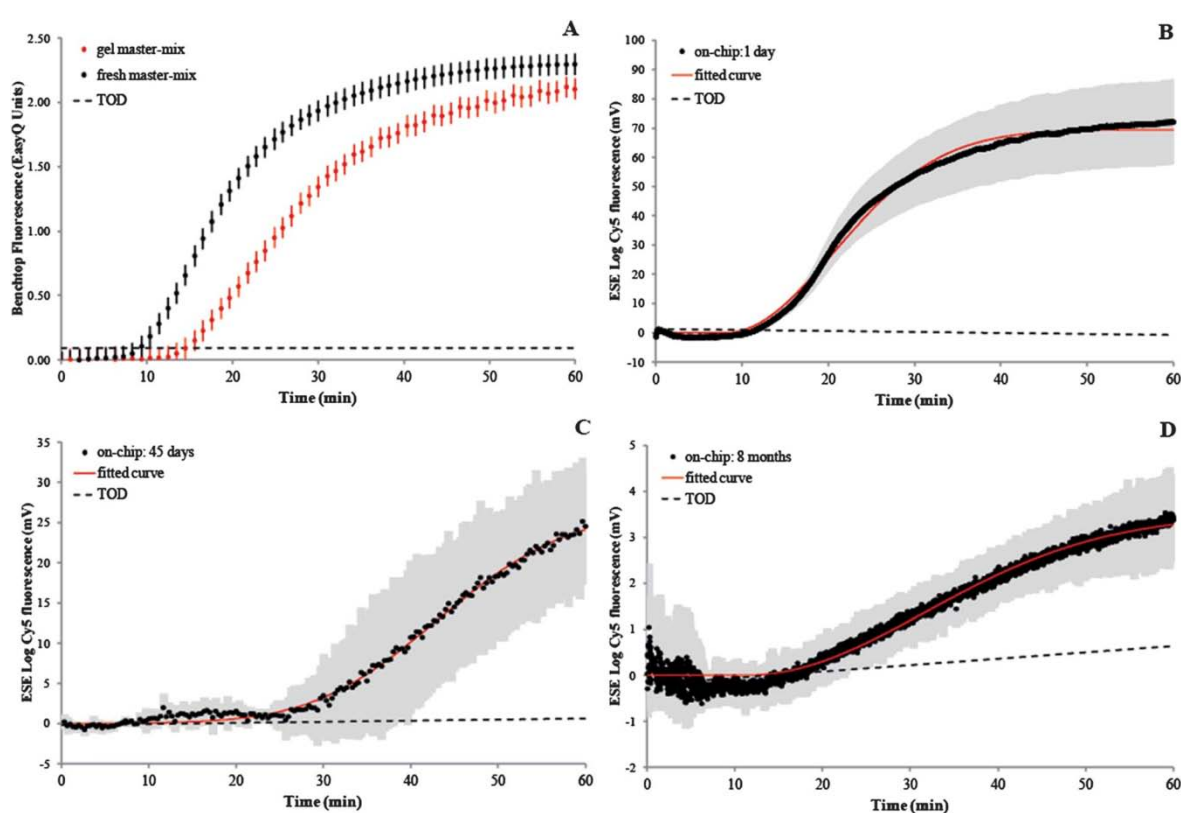 A
gel master-mix
fresh master-mix
TOD
Benchtop Fluorescence (EasyQ Units)
2.50
2.00
1.50
1.00
0.50
0.00
0 10 20 30 40 50 60
Time (min)
B
on-chip:1 day
fitted curve
TOD
ESE Log Cy5 fluorescence (mV)
100
90
80
70
60
50
40
30
20
10
0
-10
0 10 20 30 40 50 60
Time (min)
C
on-chip: 45 days
fitted curve
TOD
ESE Log Cy5 fluorescence (mV)
35
30
25
20
15
10
5
0
-5
0 10 20 30 40 50 60
Time (min)
D
on-chip: 8 months
fitted curve
TOD
ESE Log Cy5 fluorescence (mV)
5
4
3
2
1
0
-1
-2
0 10 20 30 40 50 60
Time (min)